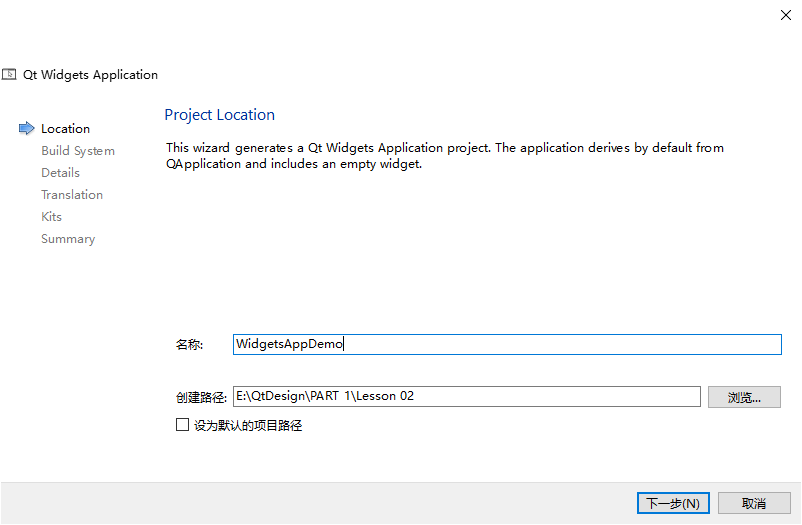 Qt Widgets Application
Location
Build System
Details
Translation
Kits
Summary
Project Location
This wizard generates a Qt Widgets Application project. The application derives by default from
QApplication and includes an empty widget.
名称:
WidgetsAppDemo
创建路径:
E:\QtDesign\PART 1\Lesson 02
浏览...
设为默认的项目路径
下一步(N)
取消